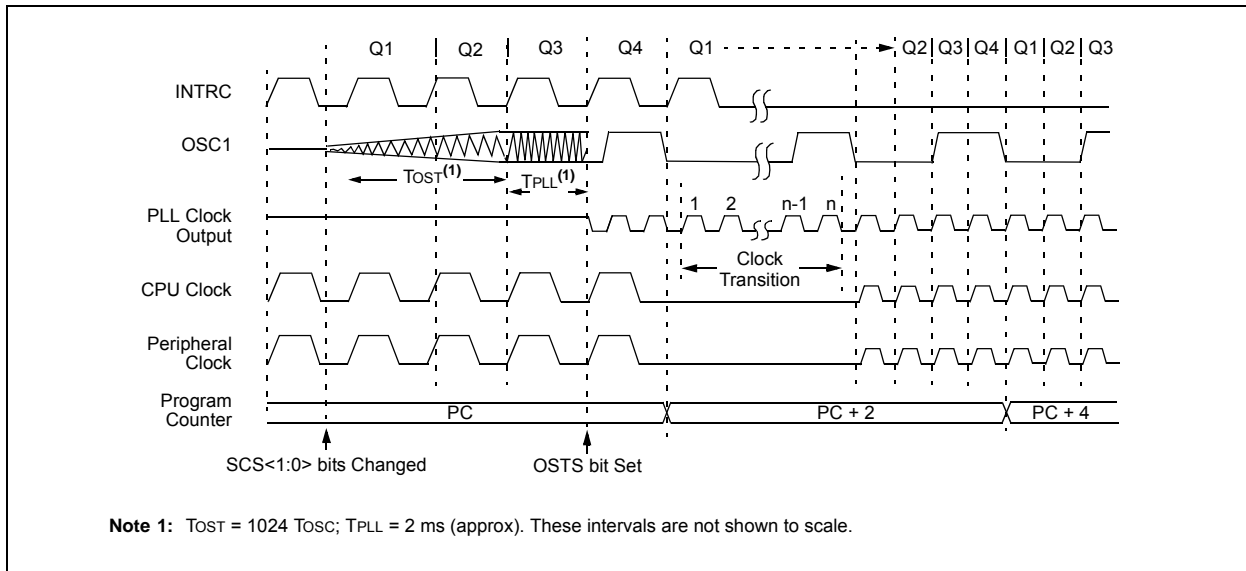 Q1 Q2 Q3 Q4 Q1 Q2 Q3 Q4 Q1 Q2 Q3
INTRC
OSC1
TOST(1) TPLL(1)
PLL Clock
Output
1 2 n-1 n
Clock
Transition
CPU Clock
Peripheral
Clock
Program
Counter
PC PC + 2 PC + 4
SCS<1:0> bits Changed OSTS bit Set
Note 1: TOST = 1024 TOSC; TPLL = 2 ms (approx). These intervals are not shown to scale.